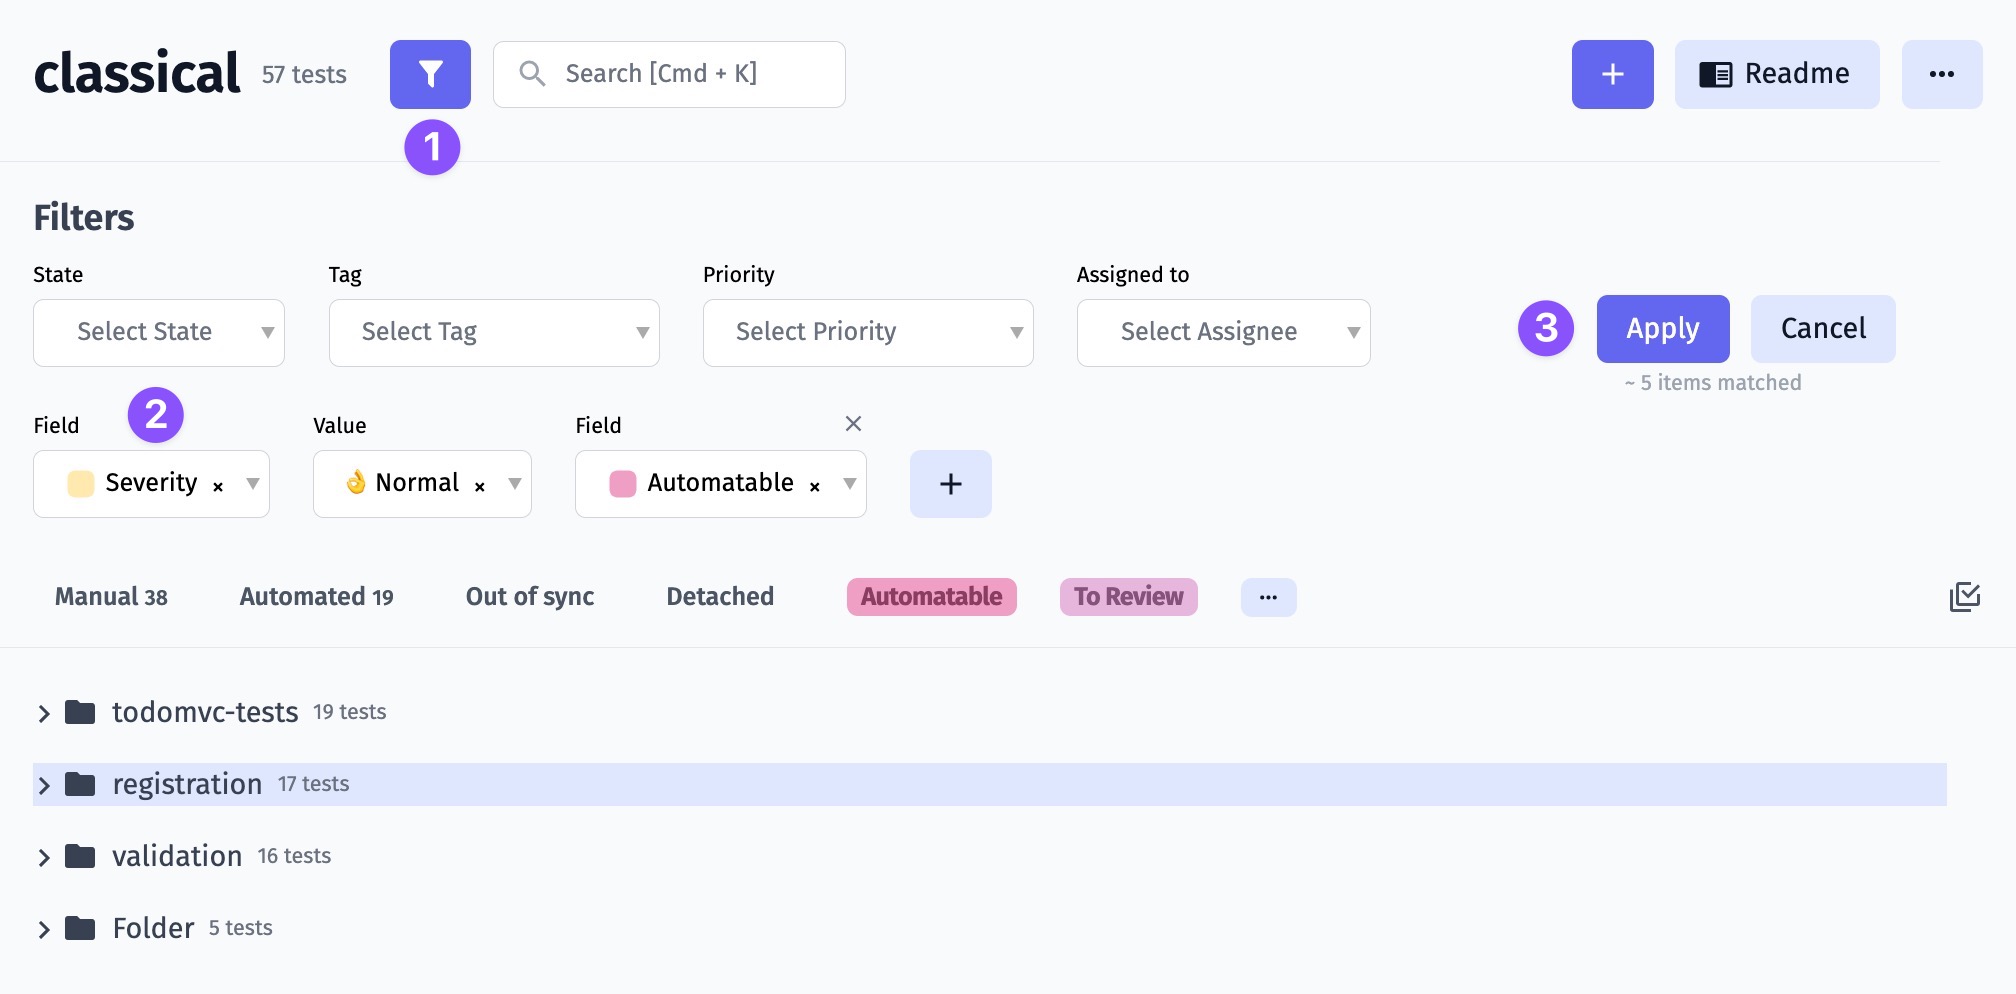 classical 57 tests Search [Cmd + K] + Readme ...
1
Filters
State Tag Priority Assigned to
Select State Select Tag Select Priority Select Assignee 3 Apply Cancel
~ 5 items matched
Field 2 Value Field
Severity × 👌 Normal × Automatable × +
Manual 38 Automated 19 Out of sync Detached Automatable To Review ...
todomvc-tests 19 tests
registration 17 tests
validation 16 tests
Folder 5 tests